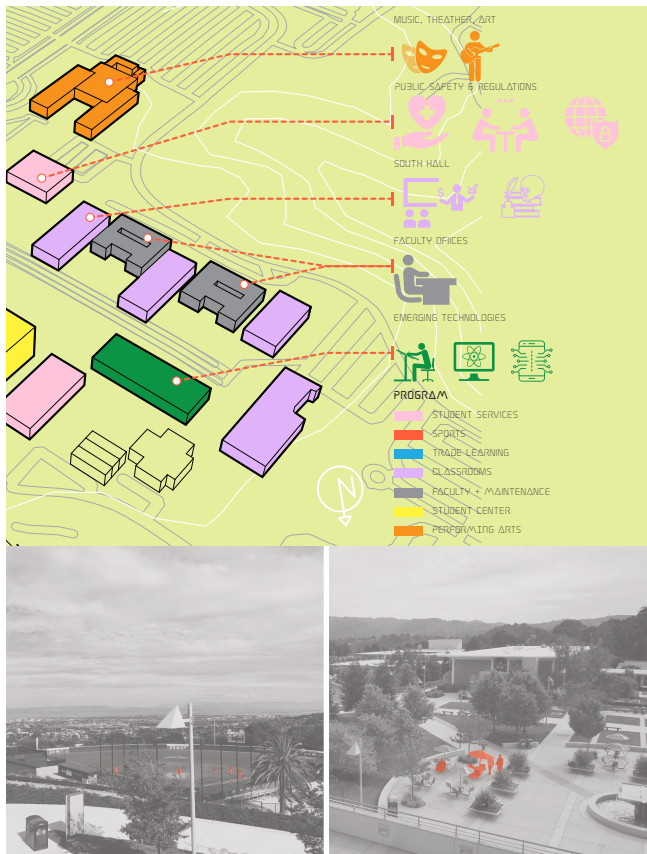 MUSIC, THEATHER, ART
PUBLIC SAFETY & REGULATIONS
SOUTH HALL
$
FACULTY OFIICES
EMERGING TECHNOLOGIES
PROGRAM
STUDENT SERVICES
SPORTS
TRADE LEARNING
CLASSROOMS
FACULTY + MAINTENANCE
STUDENT CENTER
PERFORMING ARTS
N